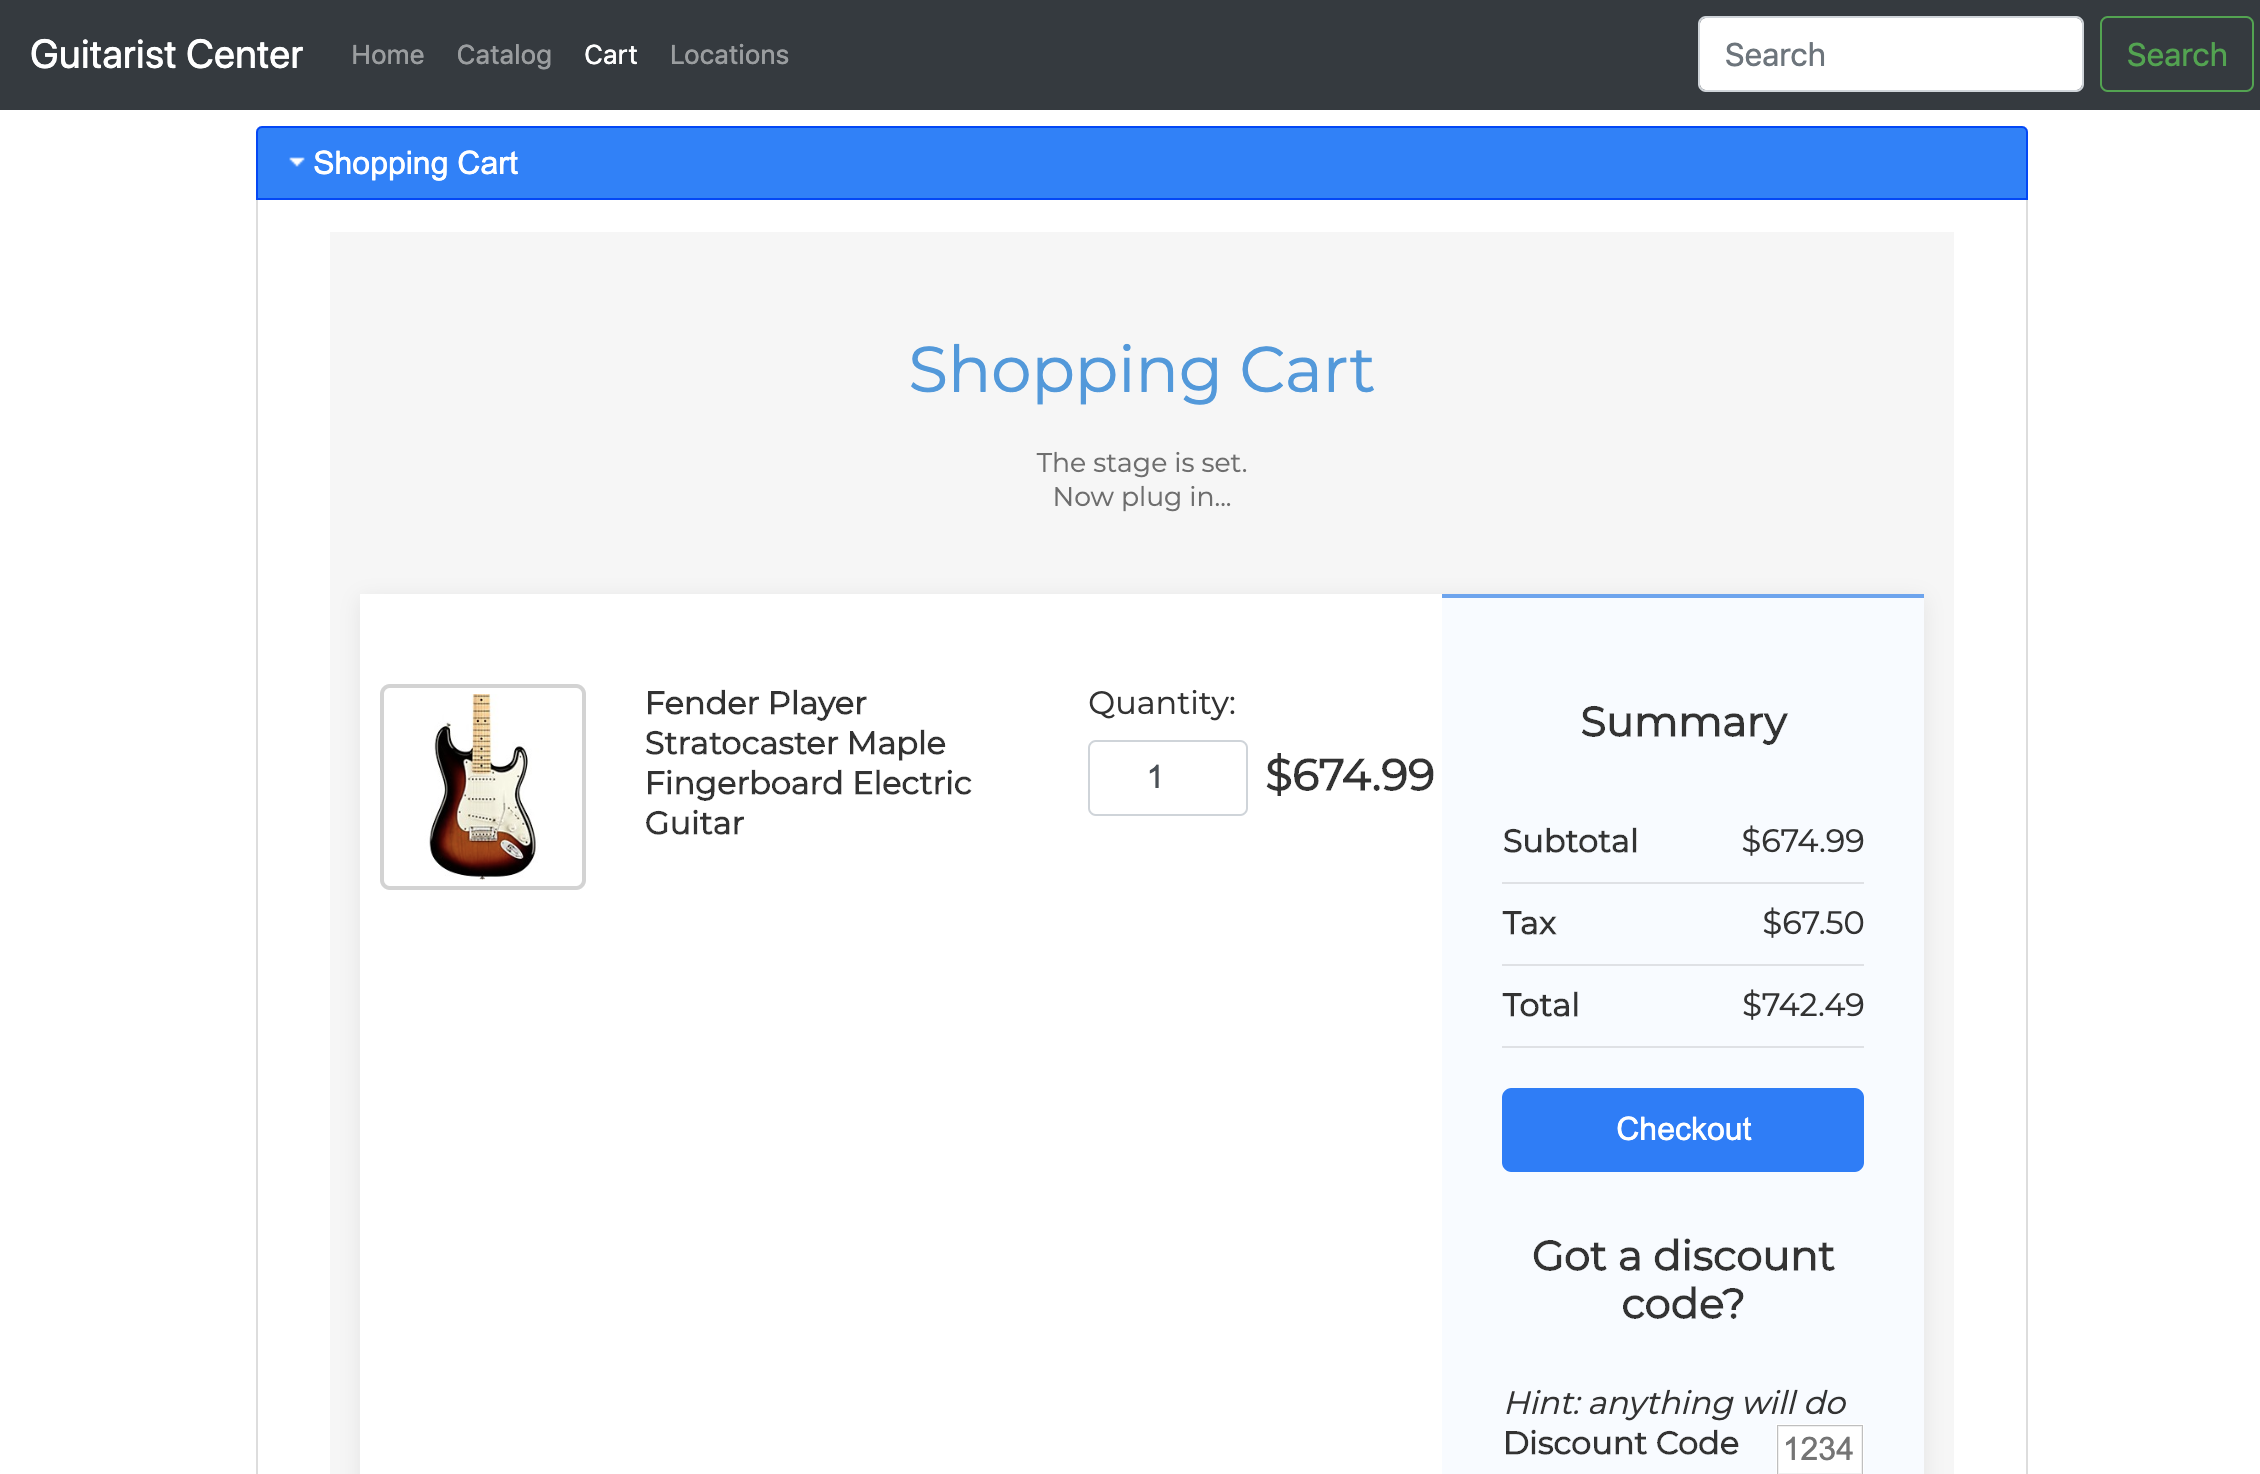 Guitarist Center Home Catalog Cart Locations Search Search
Shopping Cart
Shopping Cart
The stage is set.
Now plug in...
Fender Player
Stratocaster Maple
Fingerboard Electric
Guitar
Quantity:
1 $674.99
Summary
Subtotal $674.99
Tax $67.50
Total $742.49
Checkout
Got a discount
code?
Hint: anything will do
Discount Code 1234